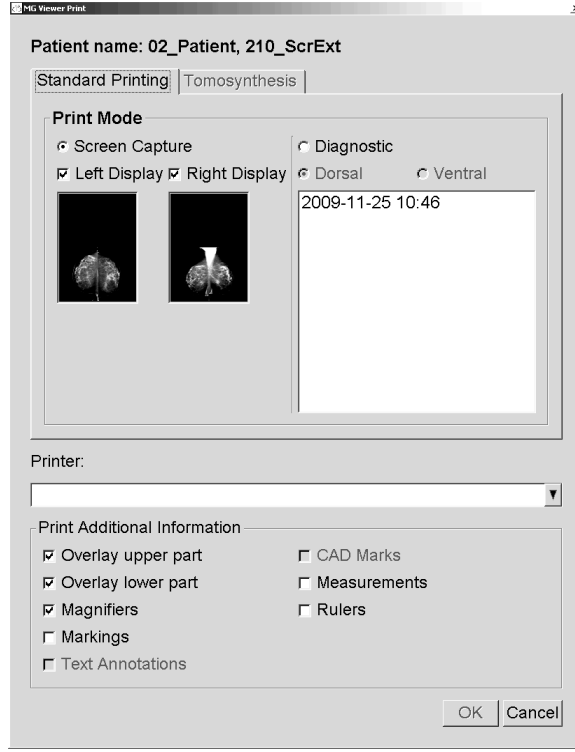 MG Viewer Print
Patient name: 02_Patient, 210_ScrExt
Standard Printing Tomosynthesis
Print Mode
Screen Capture Diagnostic
Left Display Right Display Dorsal Ventral
2009-11-25 10:46
Printer:
Print Additional Information
Overlay upper part CAD Marks
Overlay lower part Measurements
Magnifiers Rulers
Markings
Text Annotations
OK Cancel